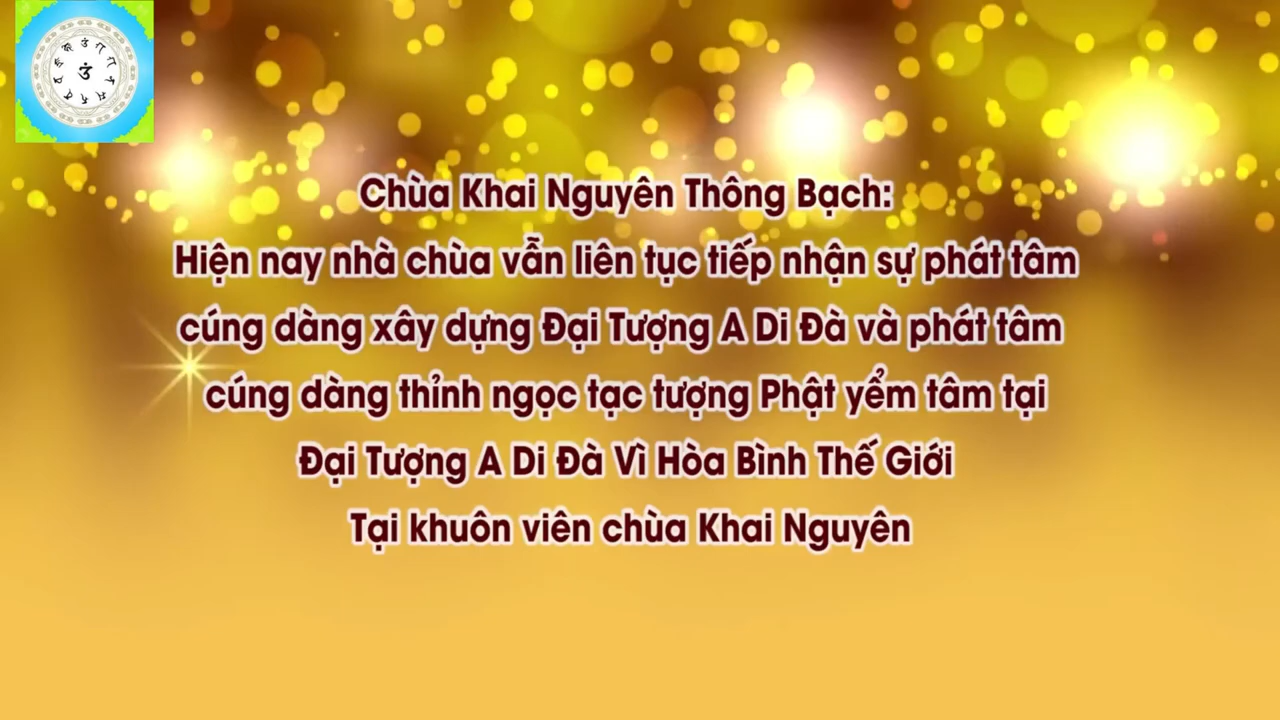 Chùa Khai Nguyên Thông Bạch:
Hiện nay nhà chùa vẫn liên tục tiếp nhận sự phát tâm
cúng dàng xây dựng Đại Tượng A Di Đà và phát tâm
cúng dàng thỉnh ngọc tạc tượng Phật yểm tâm tại
Đại Tượng A Di Đà Vì Hòa Bình Thế Giới
Tại khuôn viên chùa Khai Nguyên